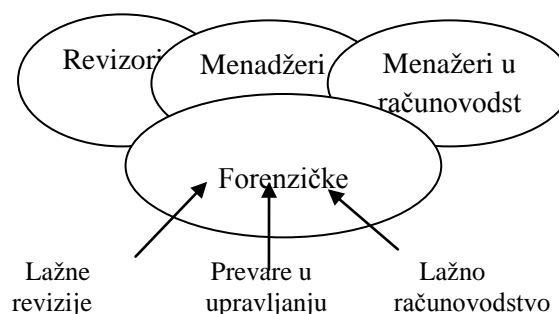 Revizori
Menadžeri
Menažeri u
računovodst
Forenzičke
Lažne
revizije
Prevare u
upravljanju
Lažno
računovodstvo